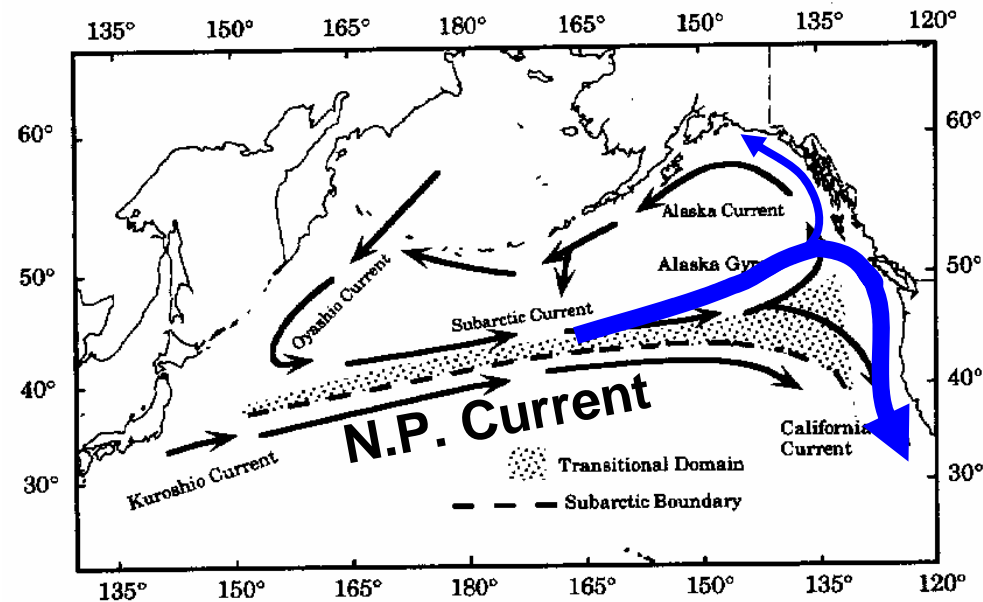 135° 150° 165° 180° 165° 150° 135° 120°
60° 60°
Alaska Current
50° Alaska 50°
Oyashio Current
Subarctic Current
40° 40°
N.P. Current
California
Current
Transitional Domain
30° 30°
Kuroshio Current
Subarctic Boundary
135° 150° 165° 180° 165° 150° 135° 120°